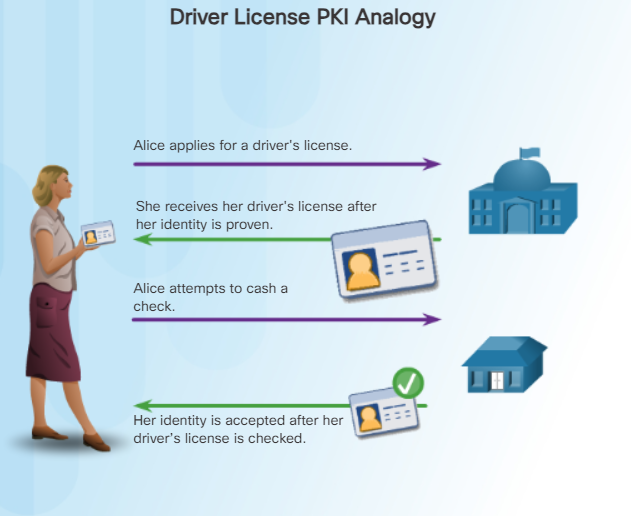 Driver License PKI Analogy
Alice applies for a driver's license.
She receives her driver's license after
her identity is proven.
Alice attempts to cash a
check.
Her identity is accepted after her
driver's license is checked.